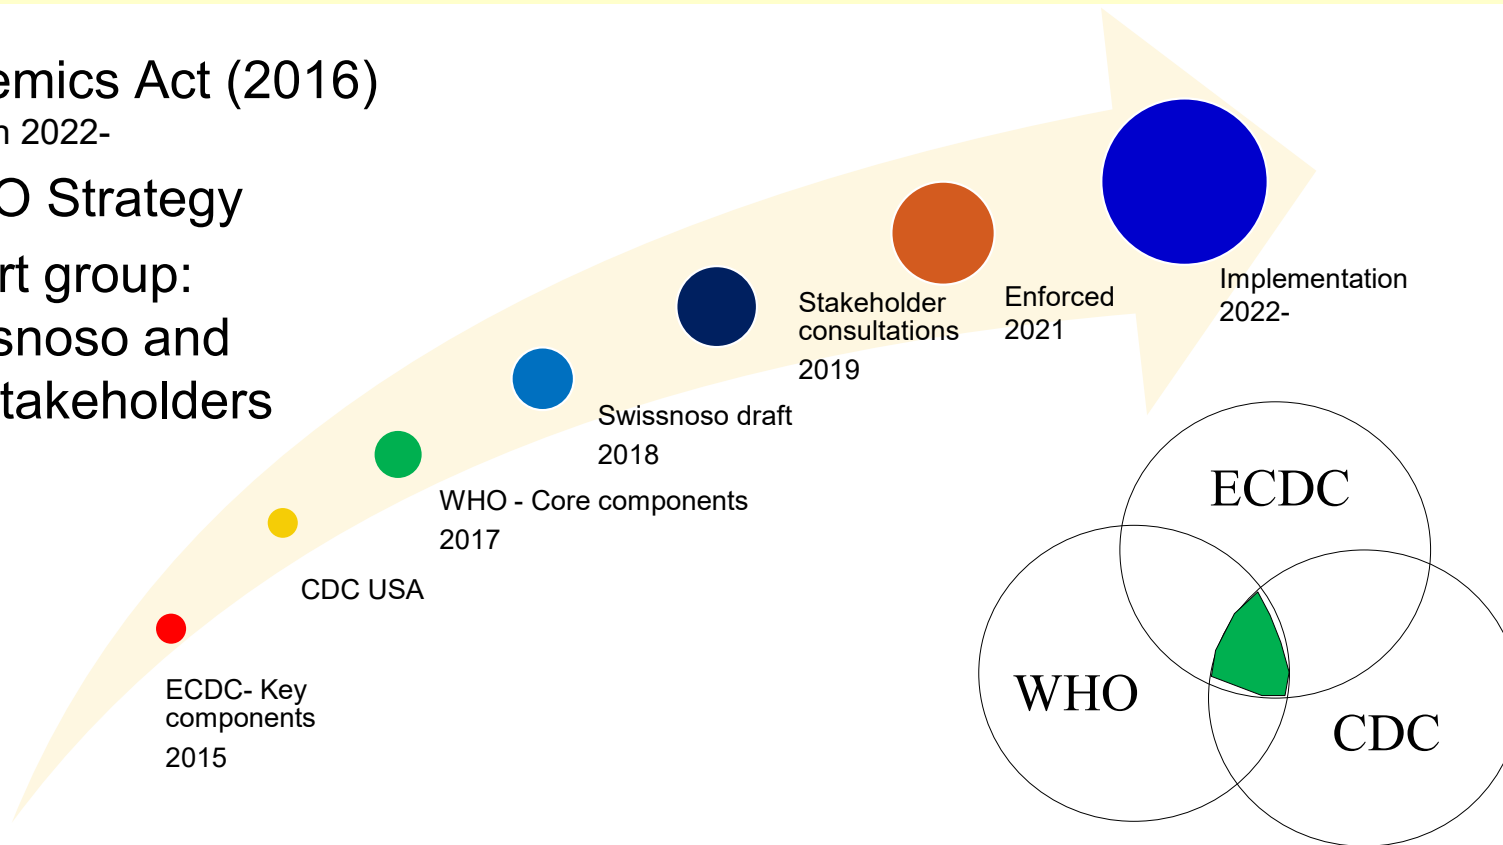 emics Act (2016)
n 2022-
O Strategy
rt group:
snoso and
takeholders
Implementation
2022-
Enforced
2021
Stakeholder
consultations
2019
Swissnoso draft
2018
WHO - Core components
2017
CDC USA
ECDC- Key
components
2015
ECDC
WHO
CDC